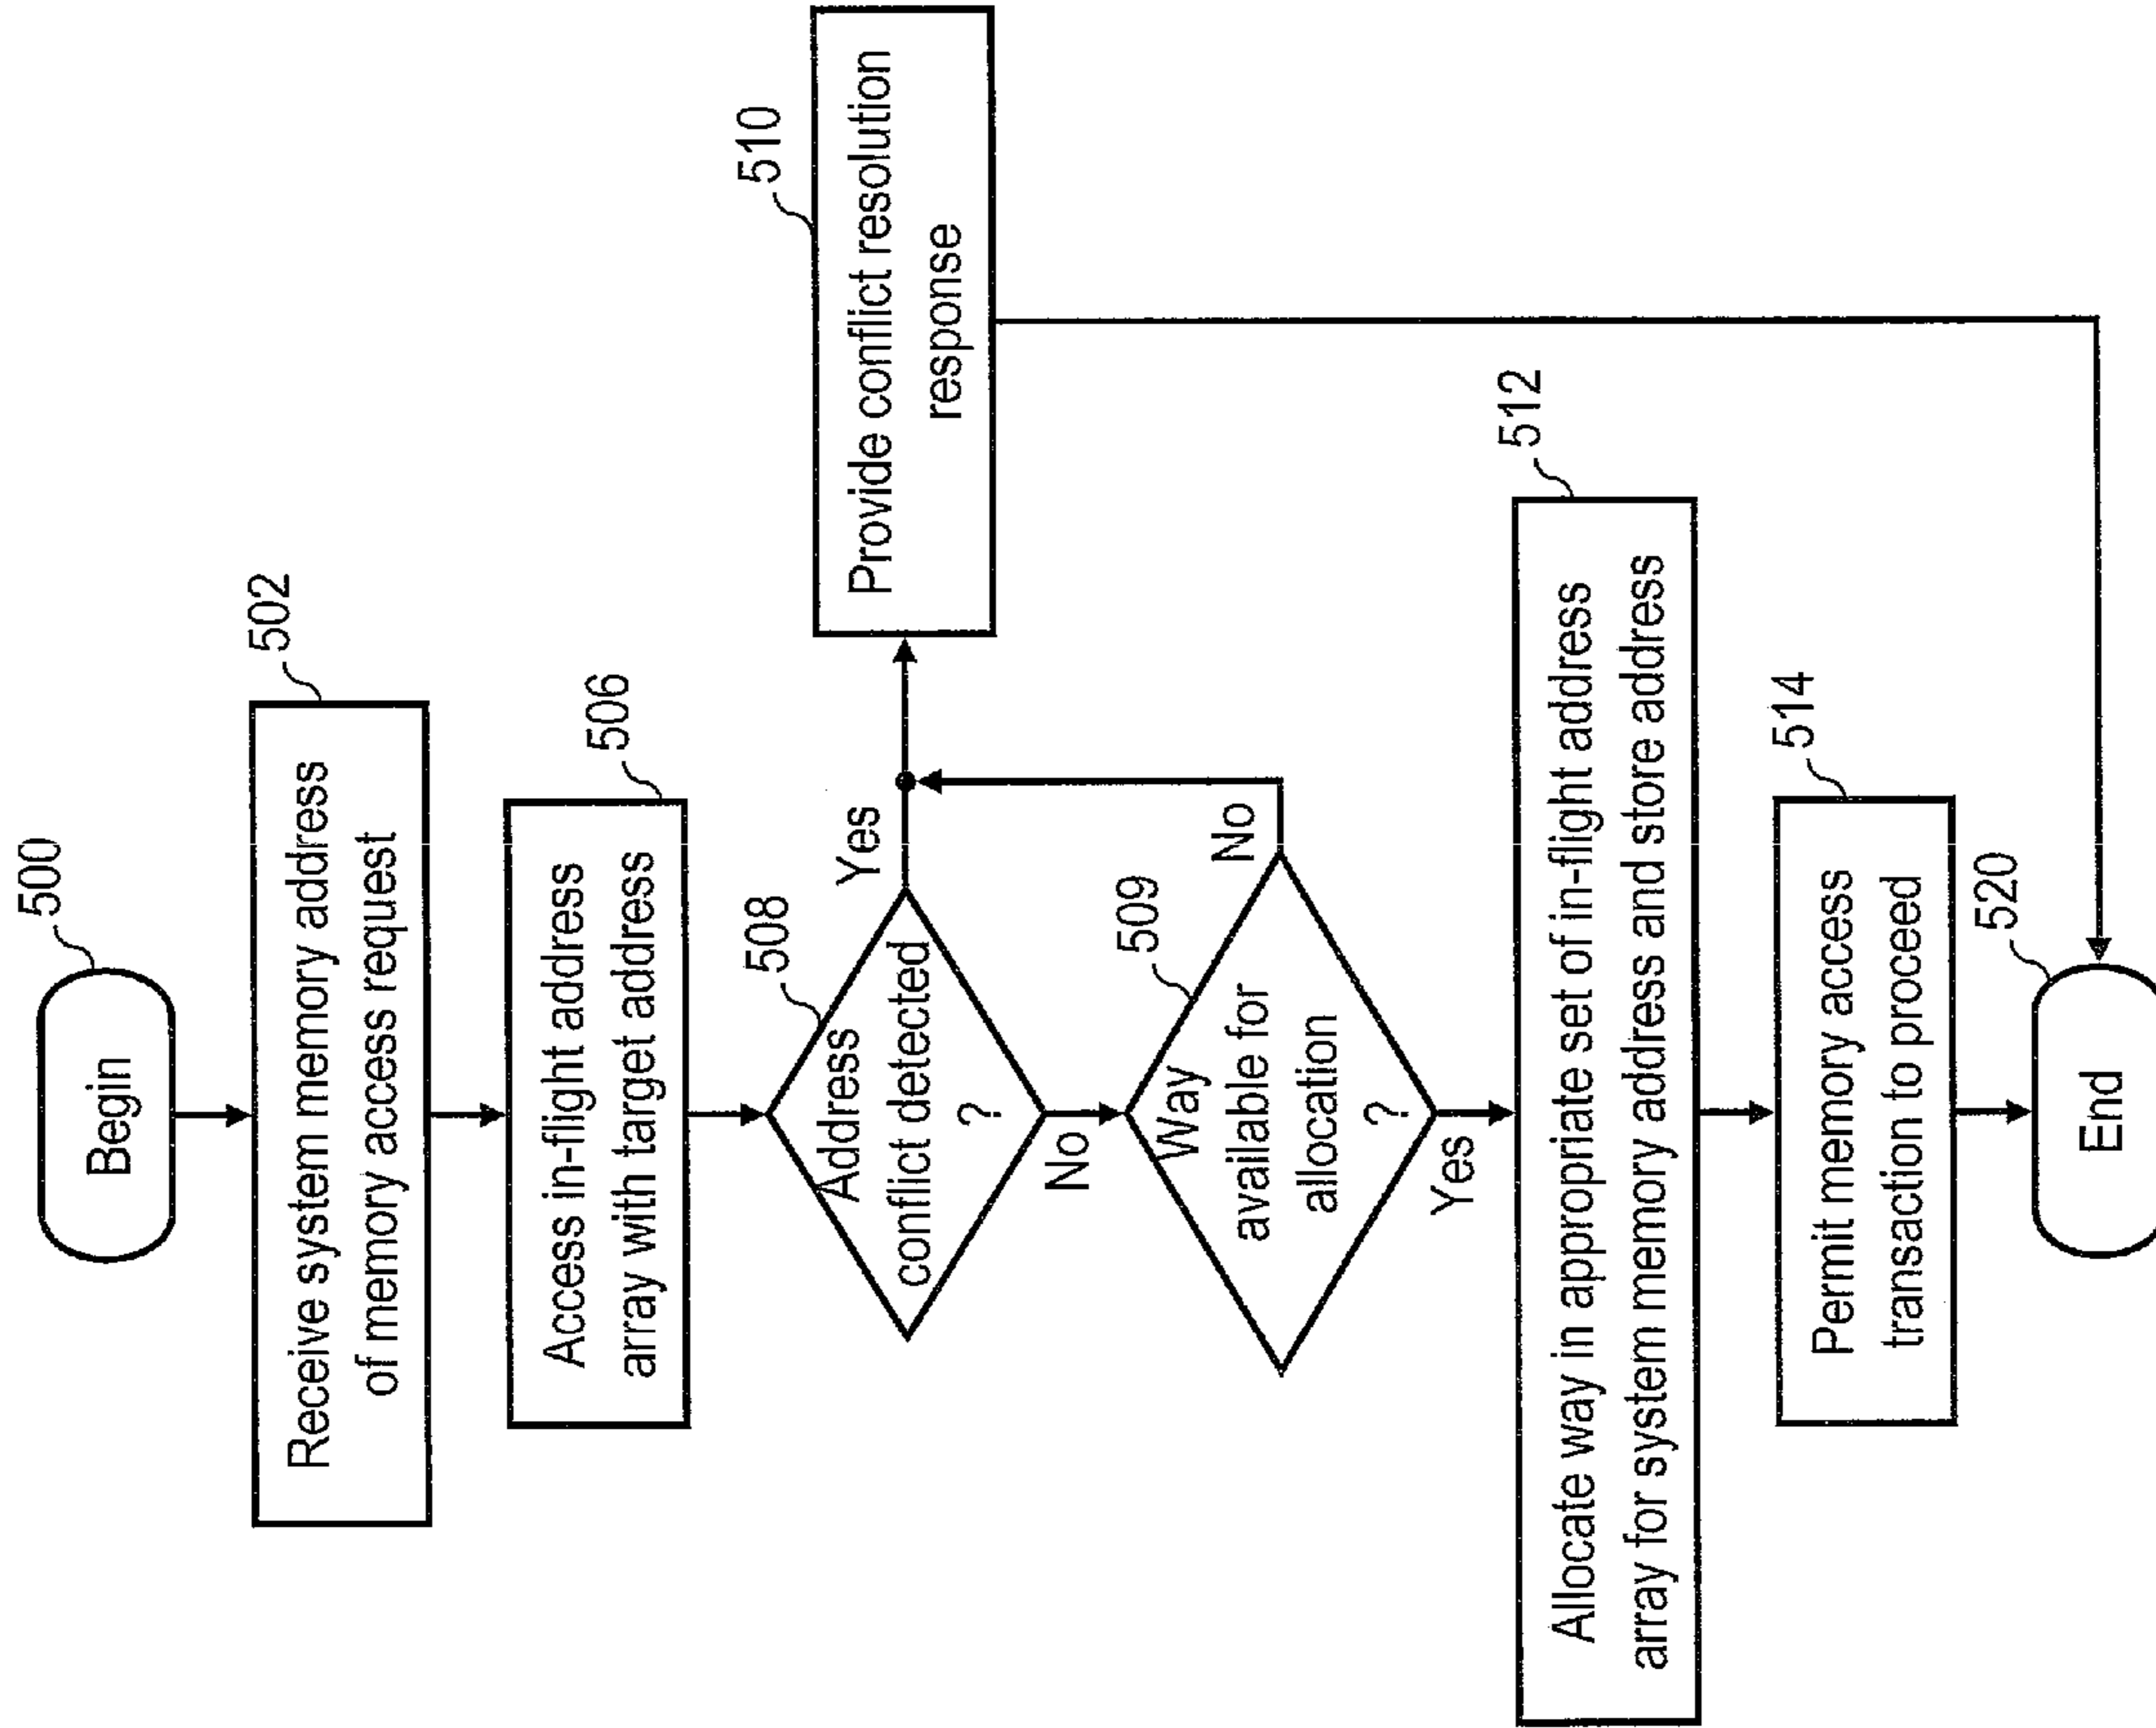 500
Begin
502
Receive system memory address
of memory access request
506
Access in-flight address
array with target address
508
Address
conflict detected
?
Yes
No
510
Provide conflict resolution
response
509
Way
available for
allocation
?
No
Yes
512
Allocate way in appropriate set of in-flight address
array for system memory address and store address
514
Permit memory access
transaction to proceed
520
End